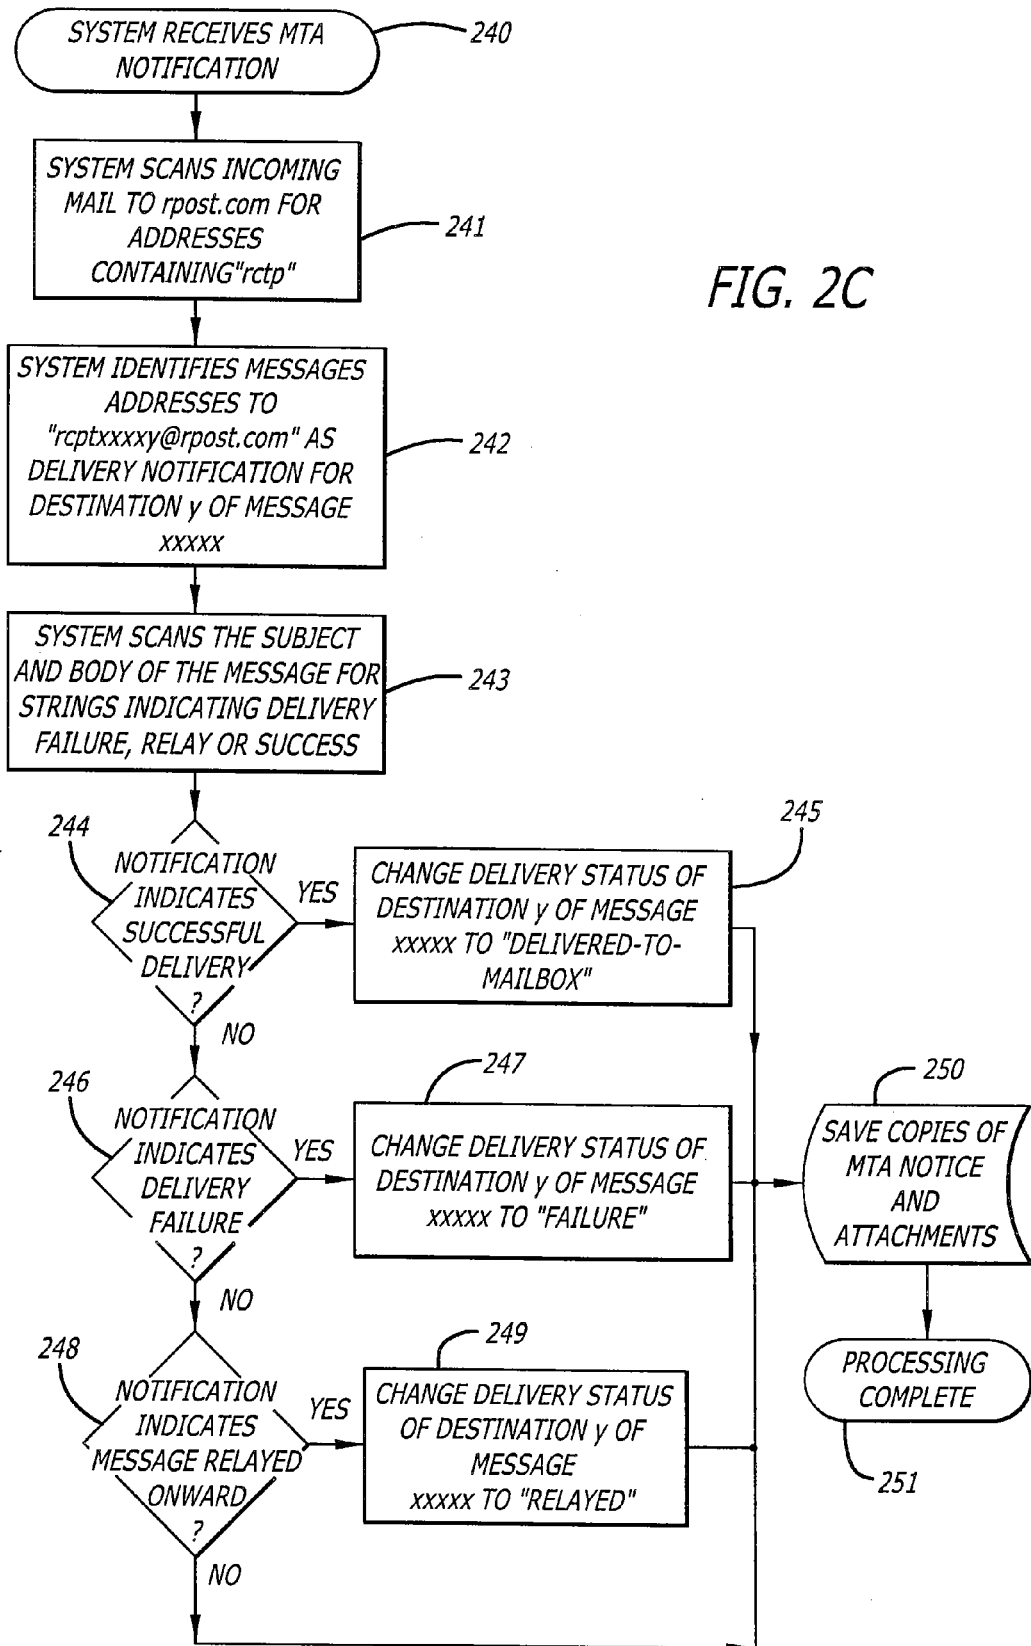 SYSTEM RECEIVES MTA
NOTIFICATION
240
SYSTEM SCANS INCOMING
MAIL TO rpost.com FOR
ADDRESSES
CONTAINING"rctp"
241
FIG. 2C
SYSTEM IDENTIFIES MESSAGES
ADDRESSES TO
"rcptxxxxy@rpost.com" AS
DELIVERY NOTIFICATION FOR
DESTINATION y OF MESSAGE
xxxxx
242
SYSTEM SCANS THE SUBJECT
AND BODY OF THE MESSAGE FOR
STRINGS INDICATING DELIVERY
FAILURE, RELAY OR SUCCESS
243
244
NOTIFICATION
INDICATES
SUCCESSFUL
DELIVERY
?
YES
NO
245
CHANGE DELIVERY STATUS OF
DESTINATION y OF MESSAGE
xxxxx TO "DELIVERED-TO-
MAILBOX"
246
NOTIFICATION
INDICATES
DELIVERY
FAILURE
?
YES
NO
247
CHANGE DELIVERY STATUS OF
DESTINATION y OF MESSAGE
xxxxx TO "FAILURE"
250
SAVE COPIES OF
MTA NOTICE
AND
ATTACHMENTS
248
NOTIFICATION
INDICATES
MESSAGE RELAYED
ONWARD
?
YES
NO
249
CHANGE DELIVERY STATUS
OF DESTINATION y OF
MESSAGE
xxxxx TO "RELAYED"
PROCESSING
COMPLETE
251